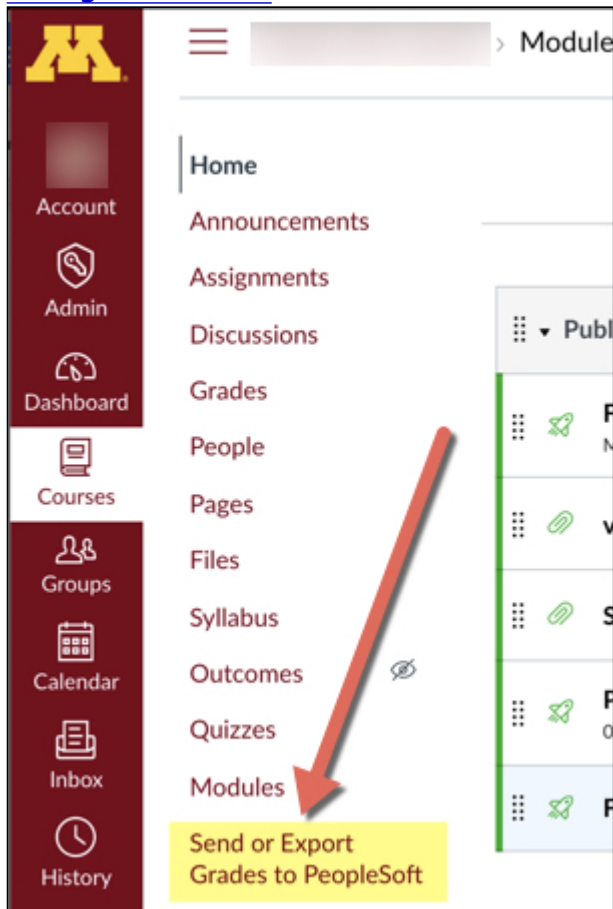 M
> Module
Account
Admin
Dashboard
Courses
Groups
Calendar
Inbox
History
Home
Announcements
Assignments
Discussions
Grades
People
Pages
Files
Syllabus
Outcomes
Quizzes
Modules
Send or Export
Grades to PeopleSoft
Publ
F
M
v
S
P
0
F